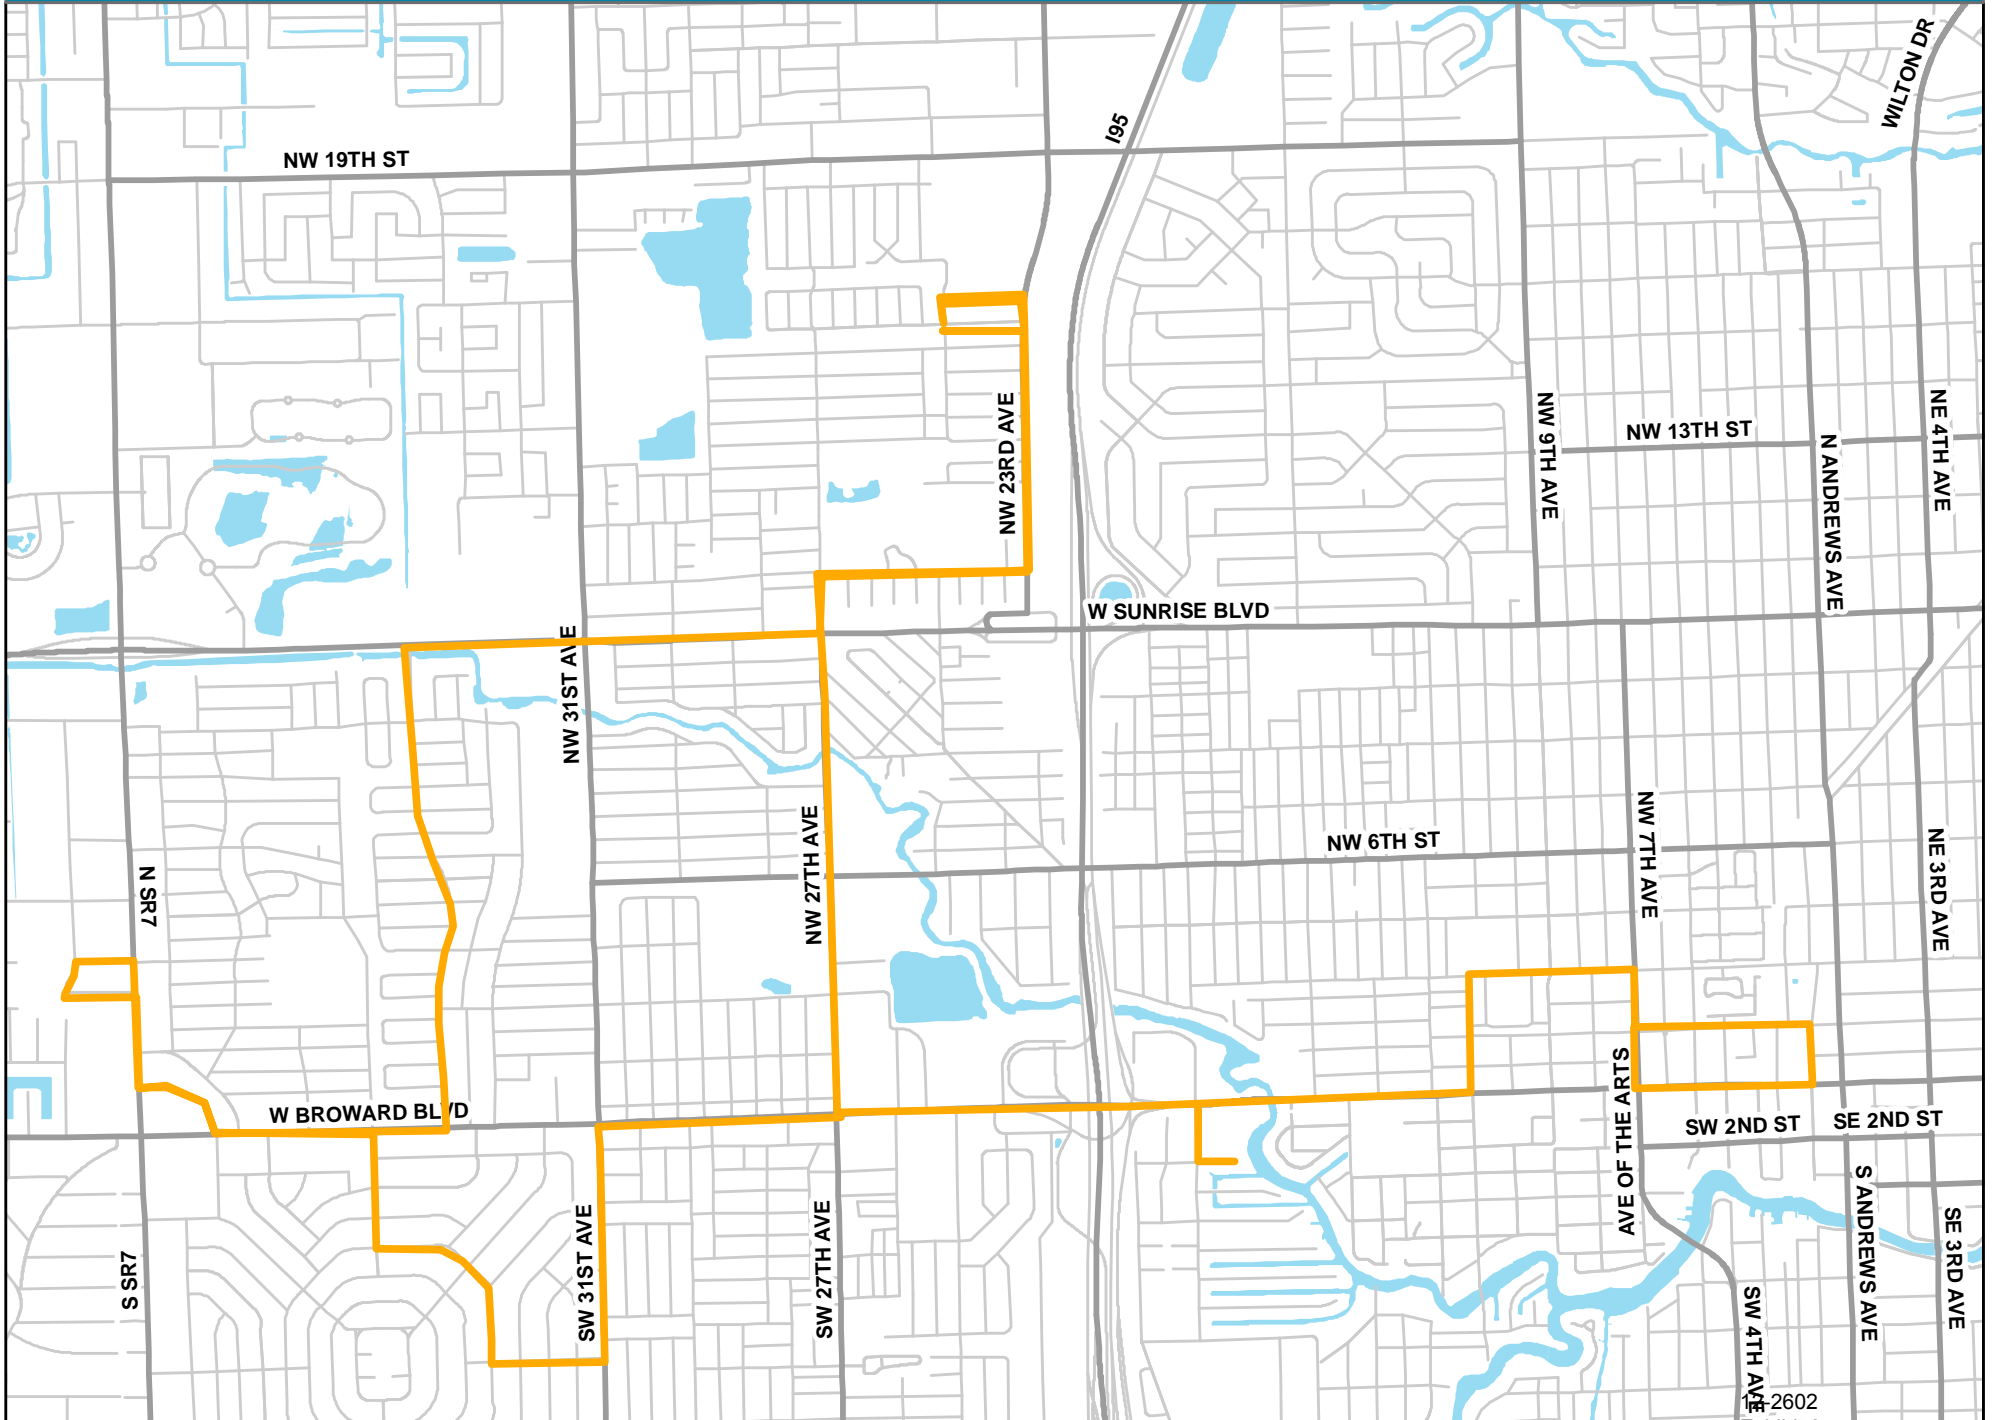 WILTON DR
I95
NW 19TH ST
NW 23RD AVE
NW 9TH AVE
NW 13TH ST
N ANDREWS AVE
NE 4TH AVE
W SUNRISE BLVD
NW 31ST AVE
NW 27TH AVE
NW 6TH ST
NW 7TH AVE
NE 3RD AVE
N SR7
W BROWARD BLVD
AVE OF THE ARTS
SW 2ND ST
SE 2ND ST
S SR7
SW 31ST AVE
SW 27TH AVE
S ANDREWS AVE
SE 3RD AVE
SW 4TH AVE